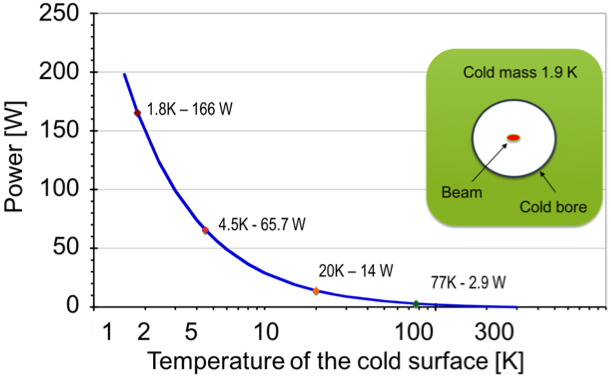 250
200
150
100
50
0
Power [W]
1.8K – 166 W
4.5K - 65.7 W
20K – 14 W
77K - 2.9 W
Cold mass 1.9 K
Beam
Cold bore
1 2 5 10 100 300
Temperature of the cold surface [K]